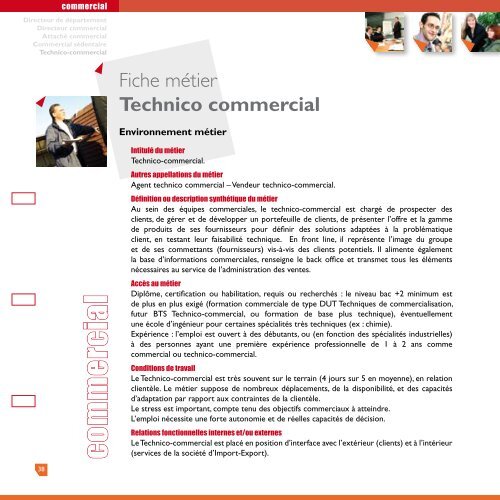 commercial
Directeur de département
Directeur commercial
Attaché commercial
Commercial sédentaire
Technico-commercial
Fiche métier
Technico commercial
Environnement métier
Intitulé du métier
Technico-commercial.
Autres appellations du métier
Agent technico commercial – Vendeur technico-commercial.
Définition ou description synthétique du métier
Au sein des équipes commerciales, le technico-commercial est chargé de prospecter des
clients, de gérer et de développer un portefeuille de clients, de présenter l'offre et la gamme
de produits de ses fournisseurs pour définir des solutions adaptées à la problématique
client, en testant leur faisabilité technique. En front line, il représente l'image du groupe
et de ses commettants (fournisseurs) vis-à-vis des clients potentiels. Il alimente également
la base d'informations commerciales, renseigne le back office et transmet tous les éléments
nécessaires au service de l'administration des ventes.
Accès au métier
Diplôme, certification ou habilitation, requis ou recherchés : le niveau bac +2 minimum est
de plus en plus exigé (formation commerciale de type DUT Techniques de commercialisation,
futur BTS Technico-commercial, ou formation de base plus technique), éventuellement
une école d'ingénieur pour certaines spécialités très techniques (ex : chimie).
Expérience : l'emploi est ouvert à des débutants, ou (en fonction des spécialités industrielles)
à des personnes ayant une première expérience professionnelle de 1 à 2 ans comme
commercial ou technico-commercial.
Conditions de travail
Le Technico-commercial est très souvent sur le terrain (4 jours sur 5 en moyenne), en relation
clientèle. Le métier suppose de nombreux déplacements, de la disponibilité, et des capacités
d'adaptation par rapport aux contraintes de la clientèle.
Le stress est important, compte tenu des objectifs commerciaux à atteindre.
L'emploi nécessite une forte autonomie et de réelles capacités de décision.
Relations fonctionnelles internes et/ou externes
Le Technico-commercial est placé en position d'interface avec l'extérieur (clients) et à l'intérieur
(services de la société d'Import-Export).
commercial
38